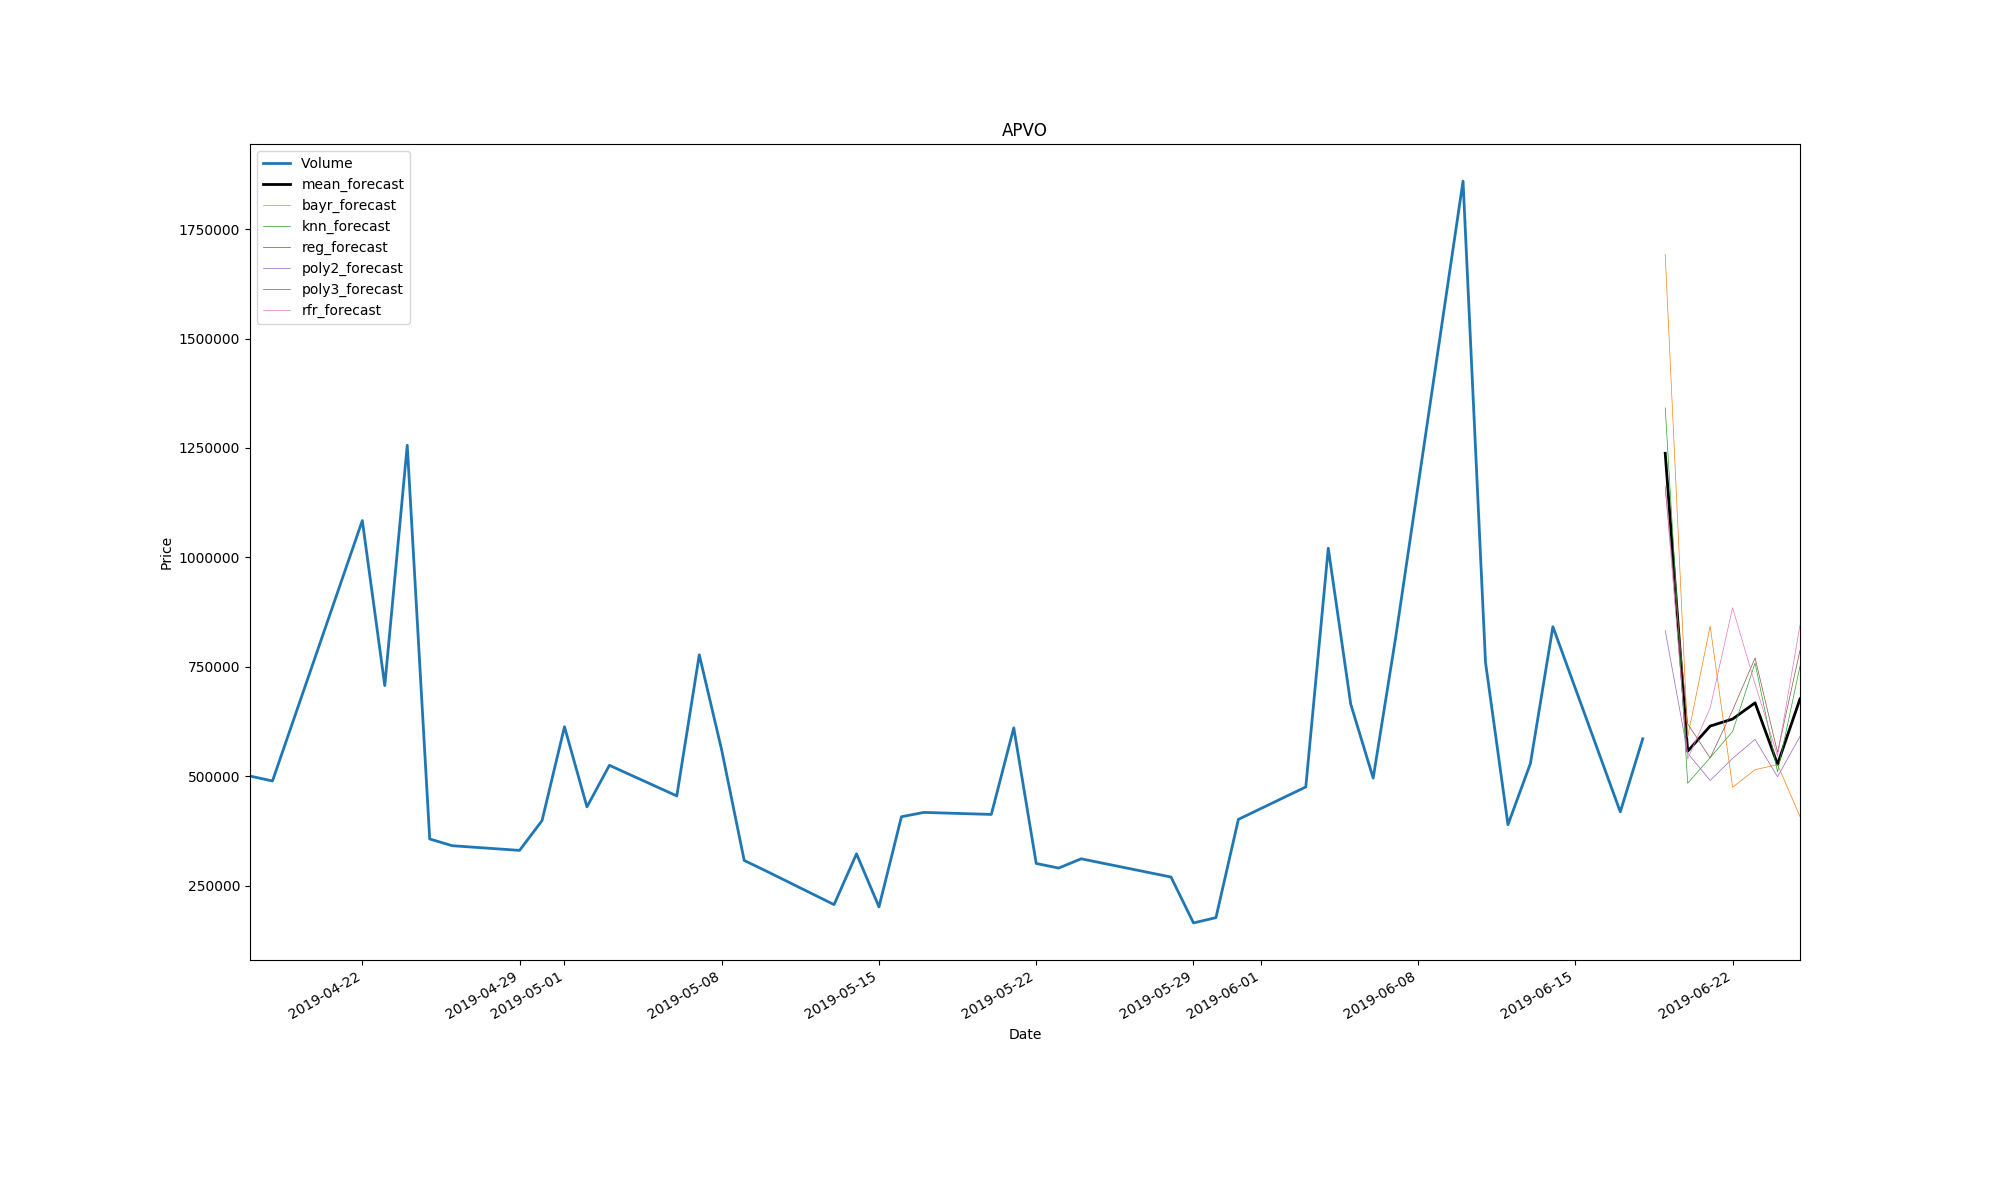 APVO
Volume
mean_forecast
bayr_forecast
knn_forecast
reg_forecast
poly2_forecast
poly3_forecast
rfr_forecast
1750000
1500000
1250000
1000000
750000
500000
250000
Price
2019-04-22
2019-04-29
2019-05-01
2019-05-08
2019-05-15
2019-05-22
2019-05-29
2019-06-01
2019-06-08
2019-06-15
2019-06-22
Date